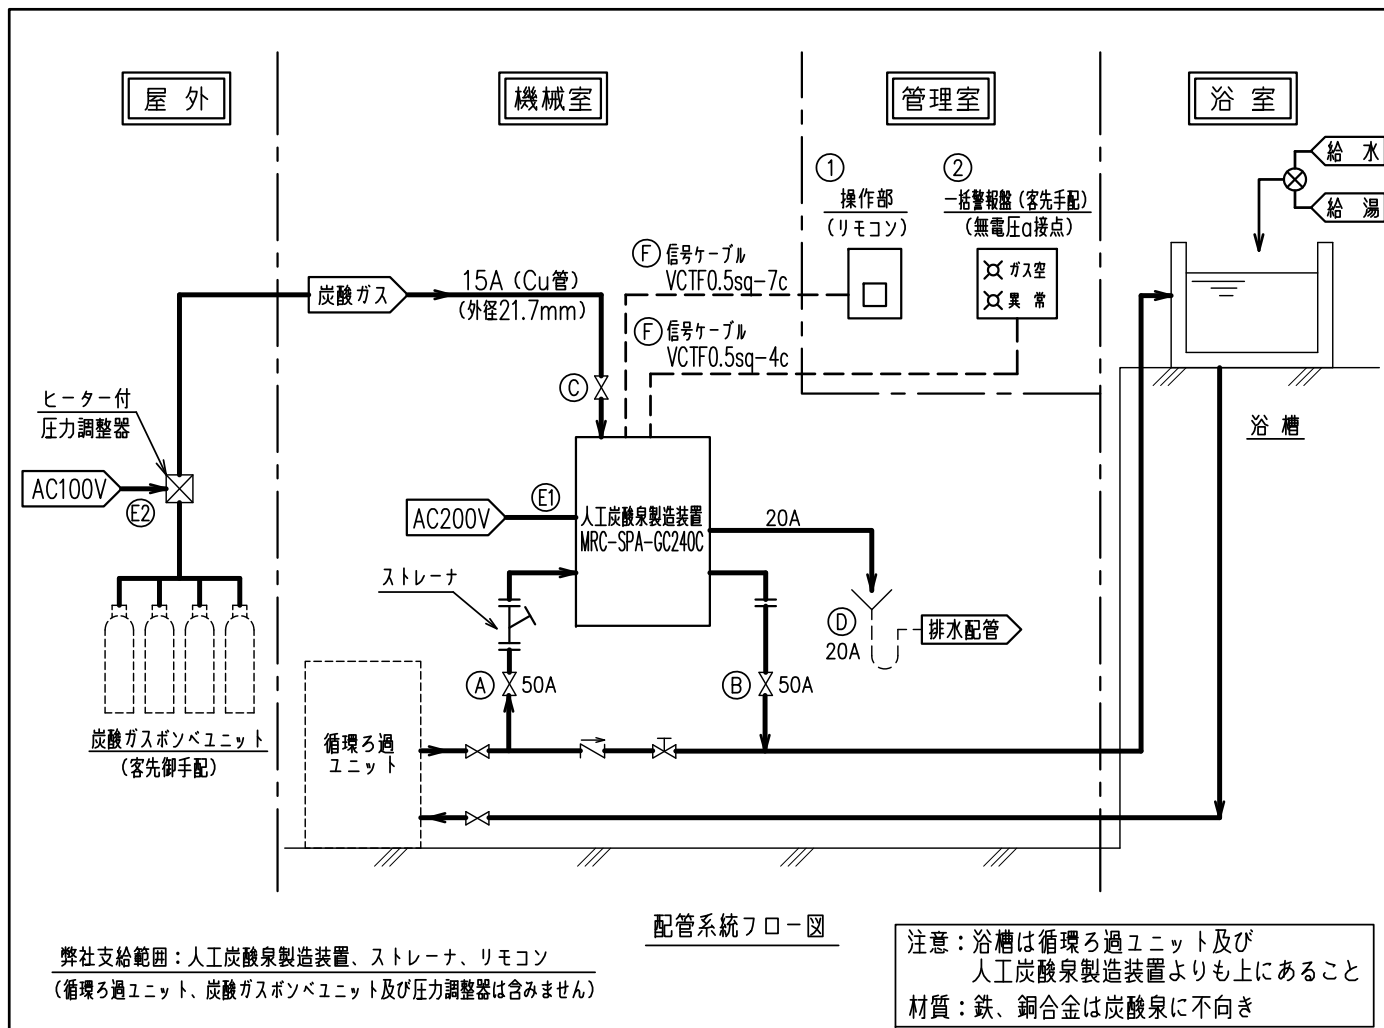 屋 外
機械室
管理室
浴 室
給 水
給 湯
①
操作部
(リモコン)
②
一括警報盤(客先手配)
(無電圧a接点)
ガス空
異 常
Ⓕ 信号ケーブル
VCTF0.5sq-7c
Ⓕ 信号ケーブル
VCTF0.5sq-4c
炭酸ガス
15A (Cu管)
(外径21.7mm)
Ⓒ
ヒーター付
圧力調整器
AC100V
E2
AC200V
E1
人工炭酸泉製造装置
MRC-SPA-GC240C
20A
ストレーナ
Ⓐ 50A
Ⓑ 50A
Ⓓ
20A
排水配管
浴 槽
炭酸ガスボンベユニット
(客先御手配)
循環ろ過
ユニット
配管系統フロー図
弊社支給範囲:人工炭酸泉製造装置、ストレーナ、リモコン
(循環ろ過ユニット、炭酸ガスボンベユニット及び圧力調整器は含みません)
注意:浴槽は循環ろ過ユニット及び
人工炭酸泉製造装置よりも上にあること
材質:鉄、銅合金は炭酸泉に不向き